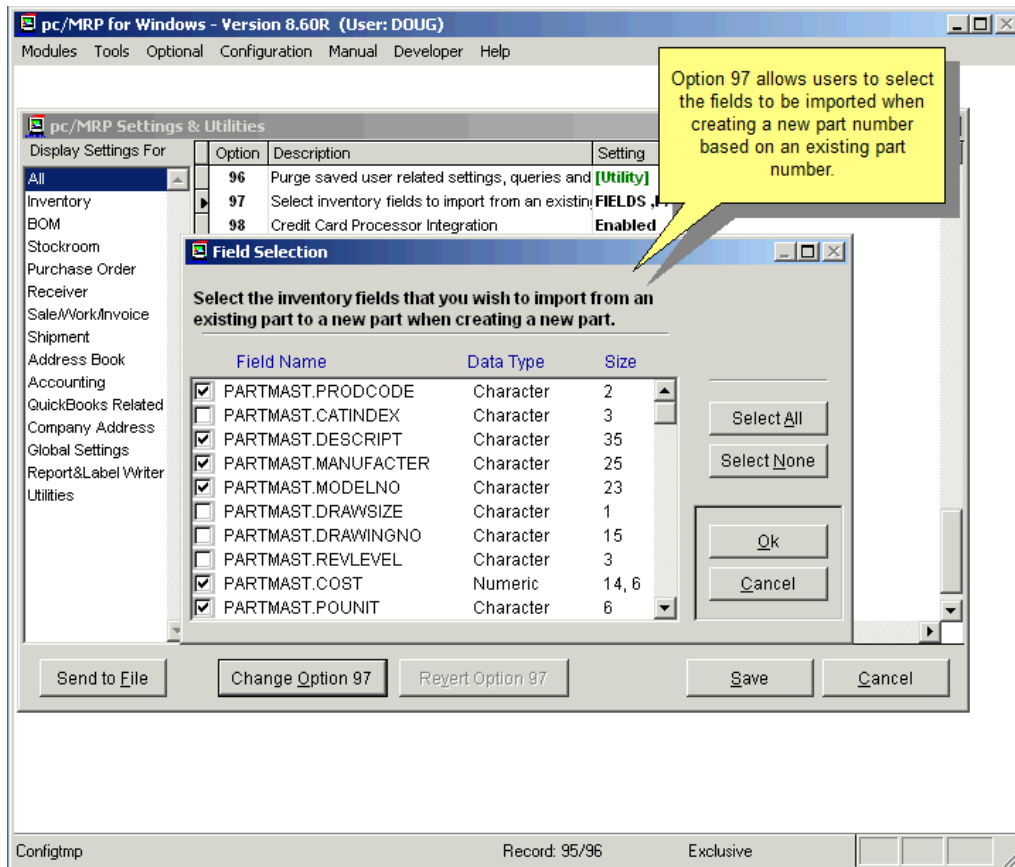 pc/MRP for Windows - Version 8.60R (User: DOUG)
Modules Tools Optional Configuration Manual Developer Help
Option 97 allows users to select
the fields to be imported when
creating a new part number
based on an existing part
number.
pc/MRP Settings & Utilities
Display Settings For
Option Description Setting
All
Inventory
BOM
Stockroom
Purchase Order
Receiver
Sale/Work/Invoice
Shipment
Address Book
Accounting
QuickBooks Related
Company Address
Global Settings
Report&Label Writer
Utilities
96 Purge saved user related settings, queries and [Utility]
97 Select inventory fields to import from an existin FIELDS ,
98 Credit Card Processor Integration Enabled
Field Selection
Select the inventory fields that you wish to import from an
existing part to a new part when creating a new part.
Field Name Data Type Size
PARTMAST.PRODCODE Character 2
PARTMAST.CATINDEX Character 3
PARTMAST.DESCRIPT Character 35
PARTMAST.MANUFACTER Character 25
PARTMAST.MODELNO Character 23
PARTMAST.DRAWSIZE Character 1
PARTMAST.DRAWINGNO Character 15
PARTMAST.REVLEVEL Character 3
PARTMAST.COST Numeric 14, 6
PARTMAST.POUNIT Character 6
Select All
Select None
Ok
Cancel
Send to File
Change Option 97
Revert Option 97
Save
Cancel
Configtmp
Record: 95/96
Exclusive